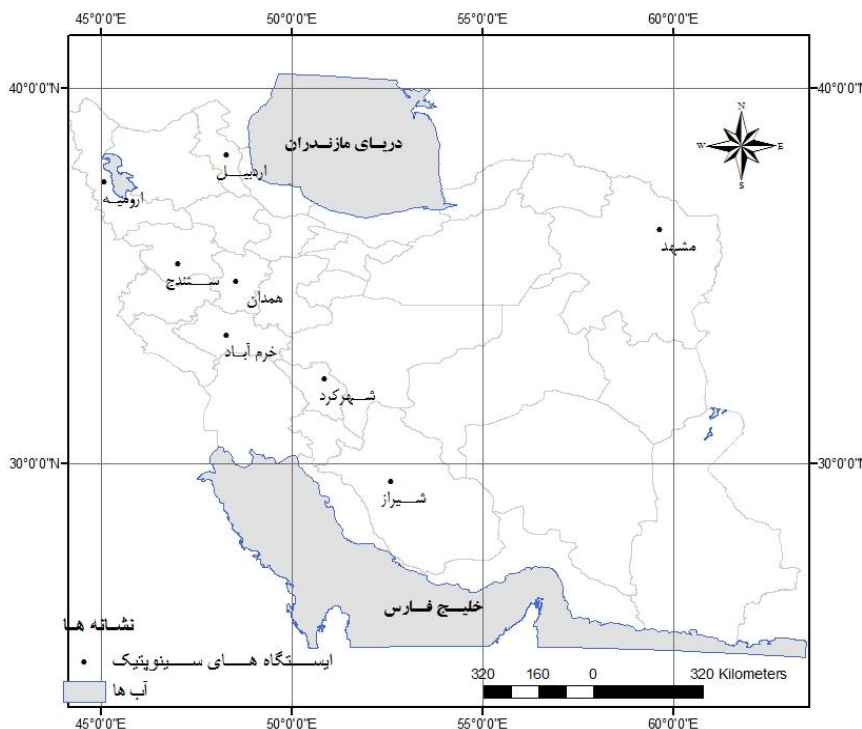 45°0'0"E 50°0'0"E 55°0'0"E 60°0'0"E
40°0'0"N 40°0'0"N
N
W E
S
دریای مازندران
اردبیل
ارومیه
مشهد
سنندج
همدان
خرم آباد
شهرکرد
30°0'0"N 30°0'0"N
شیراز
خلیج فارس
نشانه ها
ایستگاه های سینوپتیک
آب ها
320 160 0 320 Kilometers
45°0'0"E 50°0'0"E 55°0'0"E 60°0'0"E